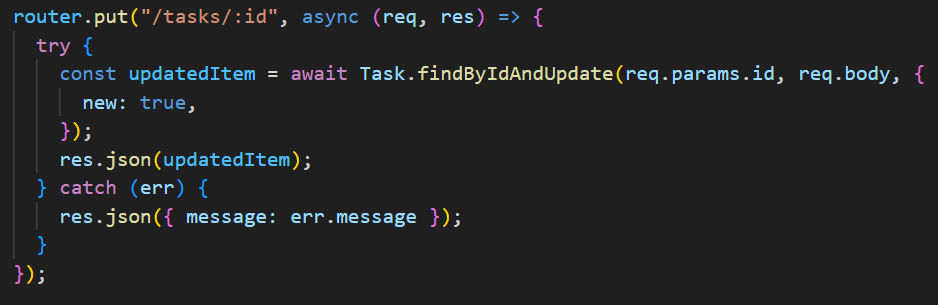 router.put("/tasks/:id", async (req, res) => {
  try {
    const updatedItem = await Task.findByIdAndUpdate(req.params.id, req.body, {
      new: true,
    });
    res.json(updatedItem);
  } catch (err) {
    res.json({ message: err.message });
  }
});